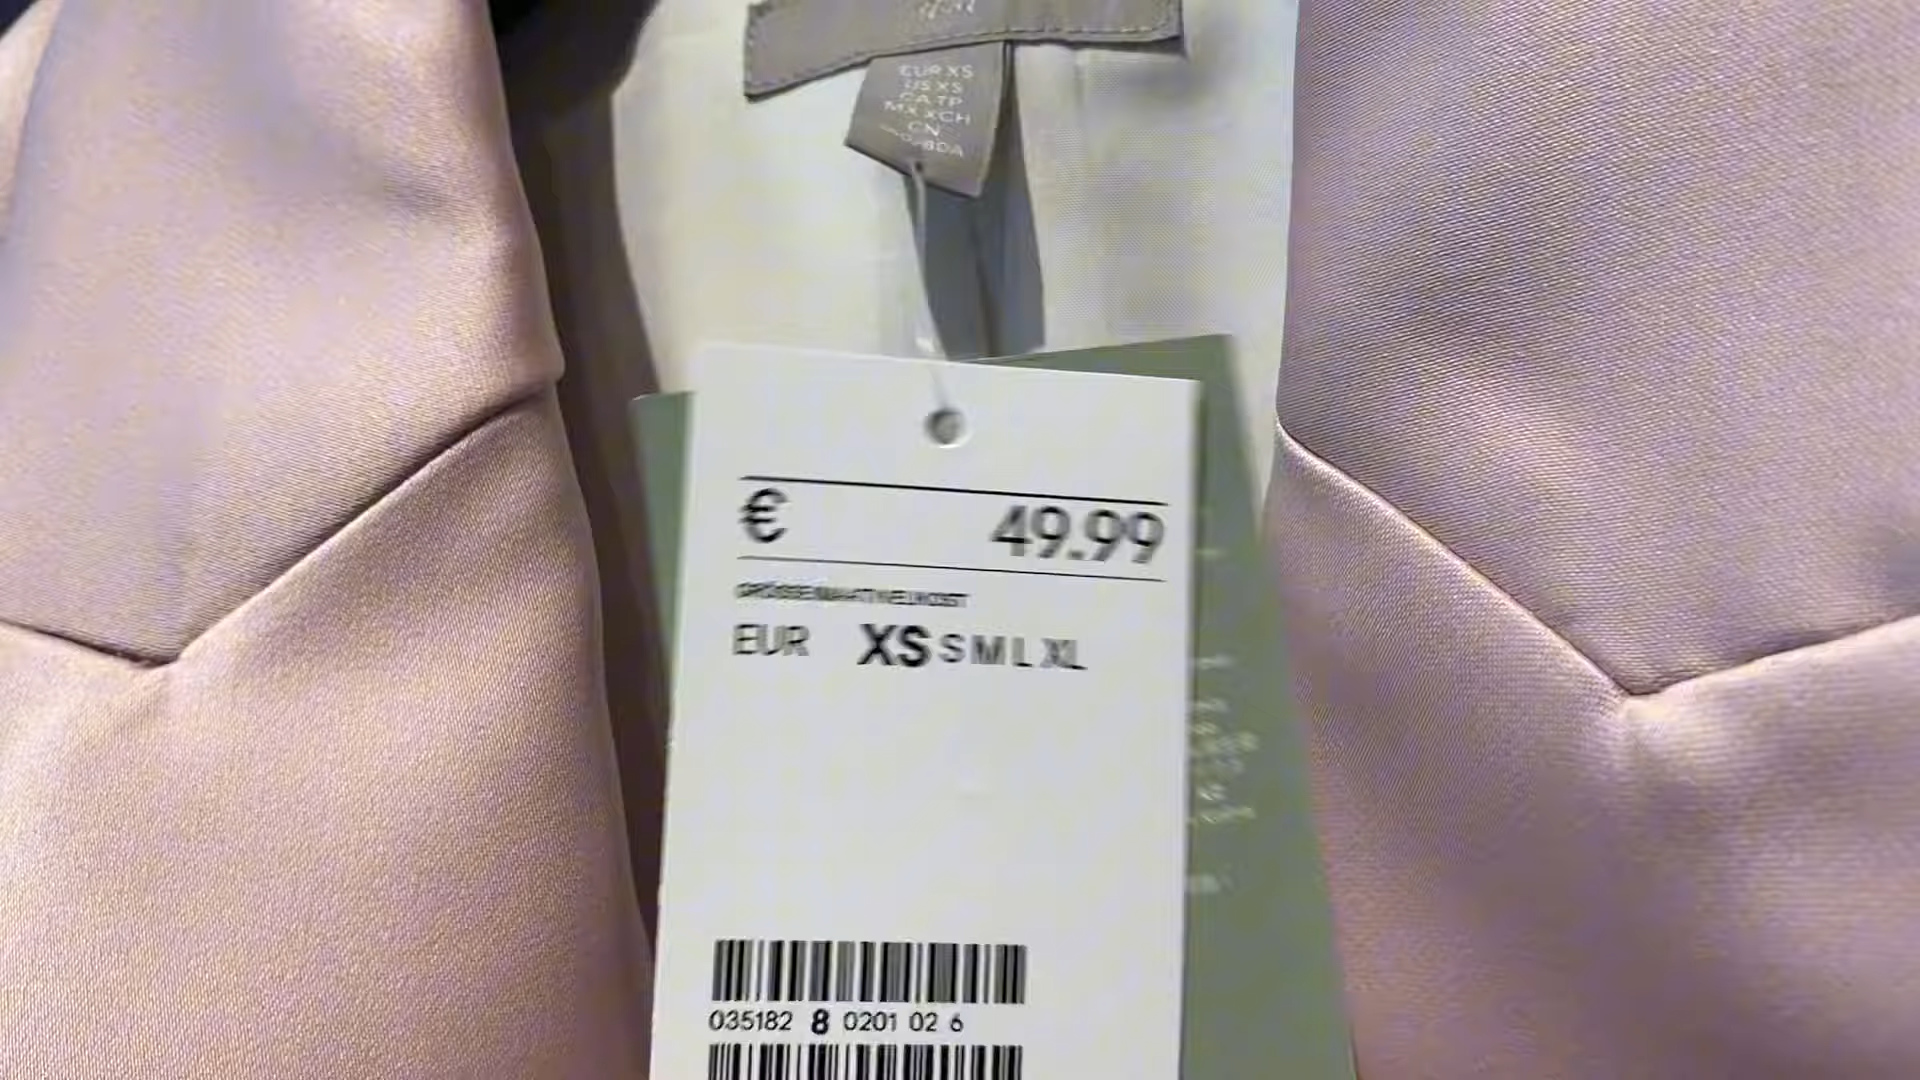 H&M
EUR XS
US XS
CA TP
MX XCH
CN
€ 49.99
EUR XS S M L XL
035182 8 0201 02 6